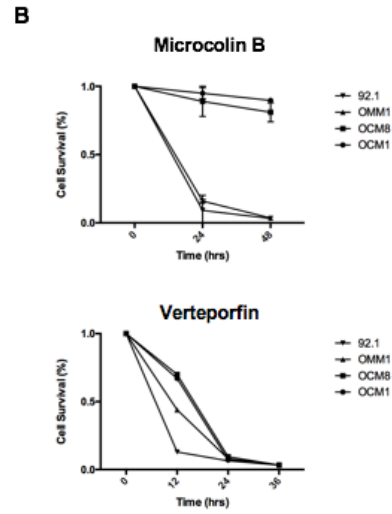 B
Microcolin B
Cell Survival (%)
1.0
0.5
0.0
0
24
48
Time (hrs)
92.1
OMM1
OCM8
OCM1
Verteporfin
Cell Survival (%)
1.0
0.5
0.0
0
12
24
36
Time (hrs)
92.1
OMM1
OCM8
OCM1